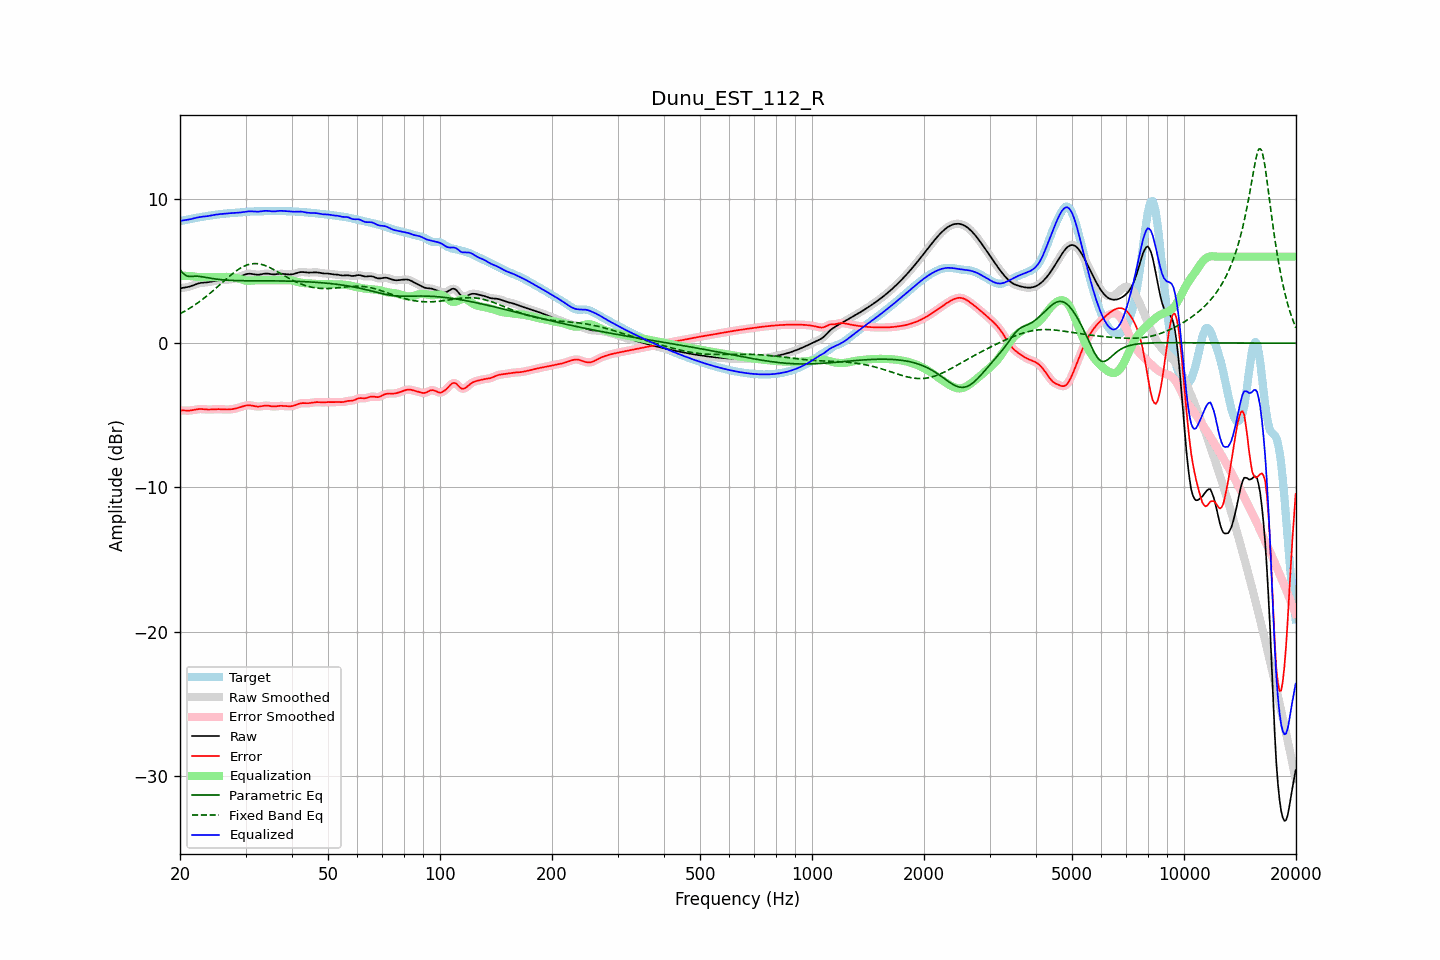 Dunu_EST_112_R
Amplitude (dBr)
10
0
−10
−20
−30
Target
Raw Smoothed
Error Smoothed
Raw
Error
Equalization
Parametric Eq
Fixed Band Eq
Equalized
20 50 100 200 500 1000 2000 5000 10000 20000
Frequency (Hz)